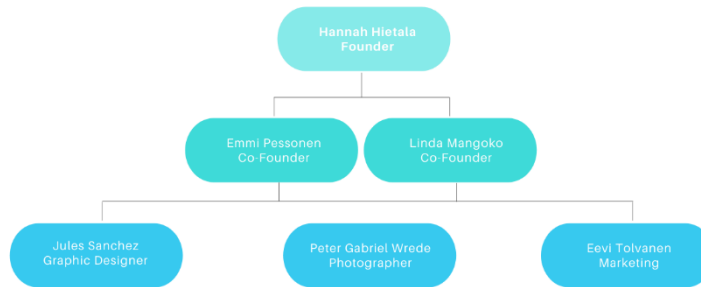 Hannah Hietala
Founder
Emmi Pessonen
Co-Founder
Linda Mangoko
Co-Founder
Jules Sanchez
Graphic Designer
Peter Gabriel Wrede
Photographer
Eevi Tolvanen
Marketing